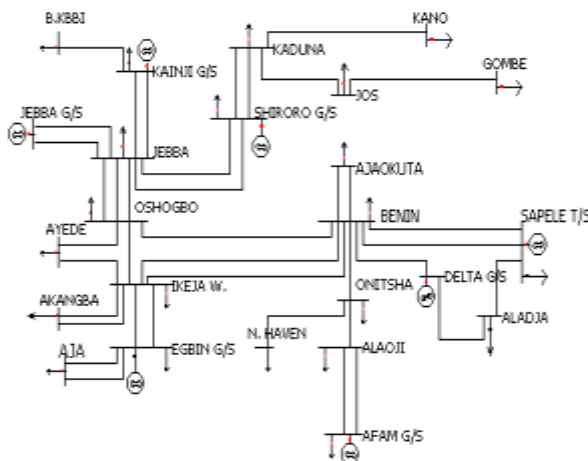 B.KBBI
KANO
KAINJI G/S
KADUNA
GOMBE
JEBBA G/S
JOS
SHIRORO G/S
JEBBA
AJAOKUTA
OSHOGBO
BENIN
SAPELE T/S
AYEDE
IKEJA W.
ONITSHA
DELTA G/S
AKANGBA
ALADJA
AJA
EGBIN G/S
N. HAVEN
ALAOJI
AFAM G/S